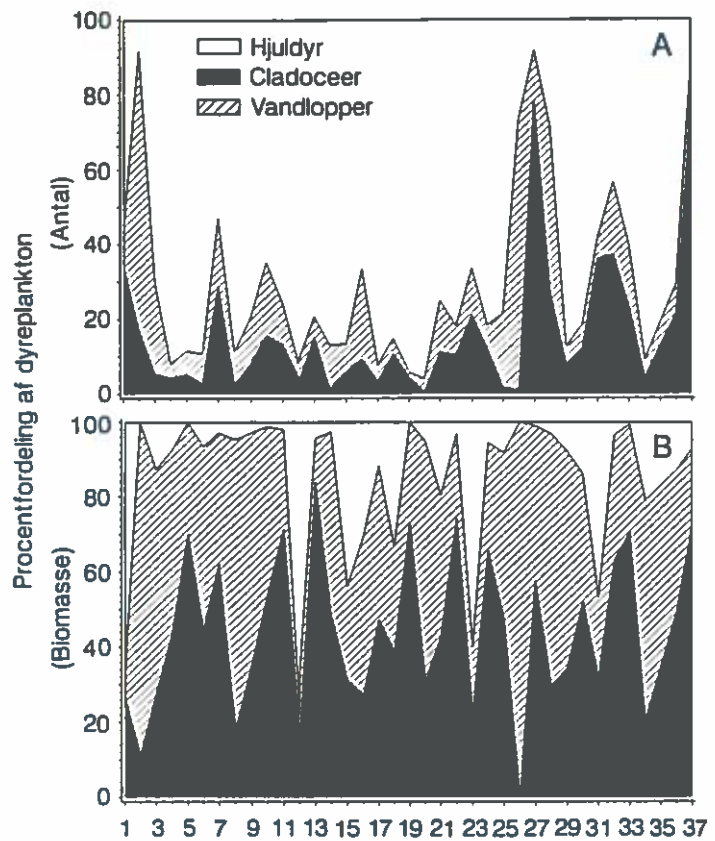 A
Hjuldyr
Cladoceer
Vandlopper
100
80
60
40
20
0
B
100
80
60
40
20
0
Procentfordeling af dyreplankton
(Antal)
(Biomasse)
1 3 5 7 9 11 13 15 17 19 21 23 25 27 29 31 33 35 37